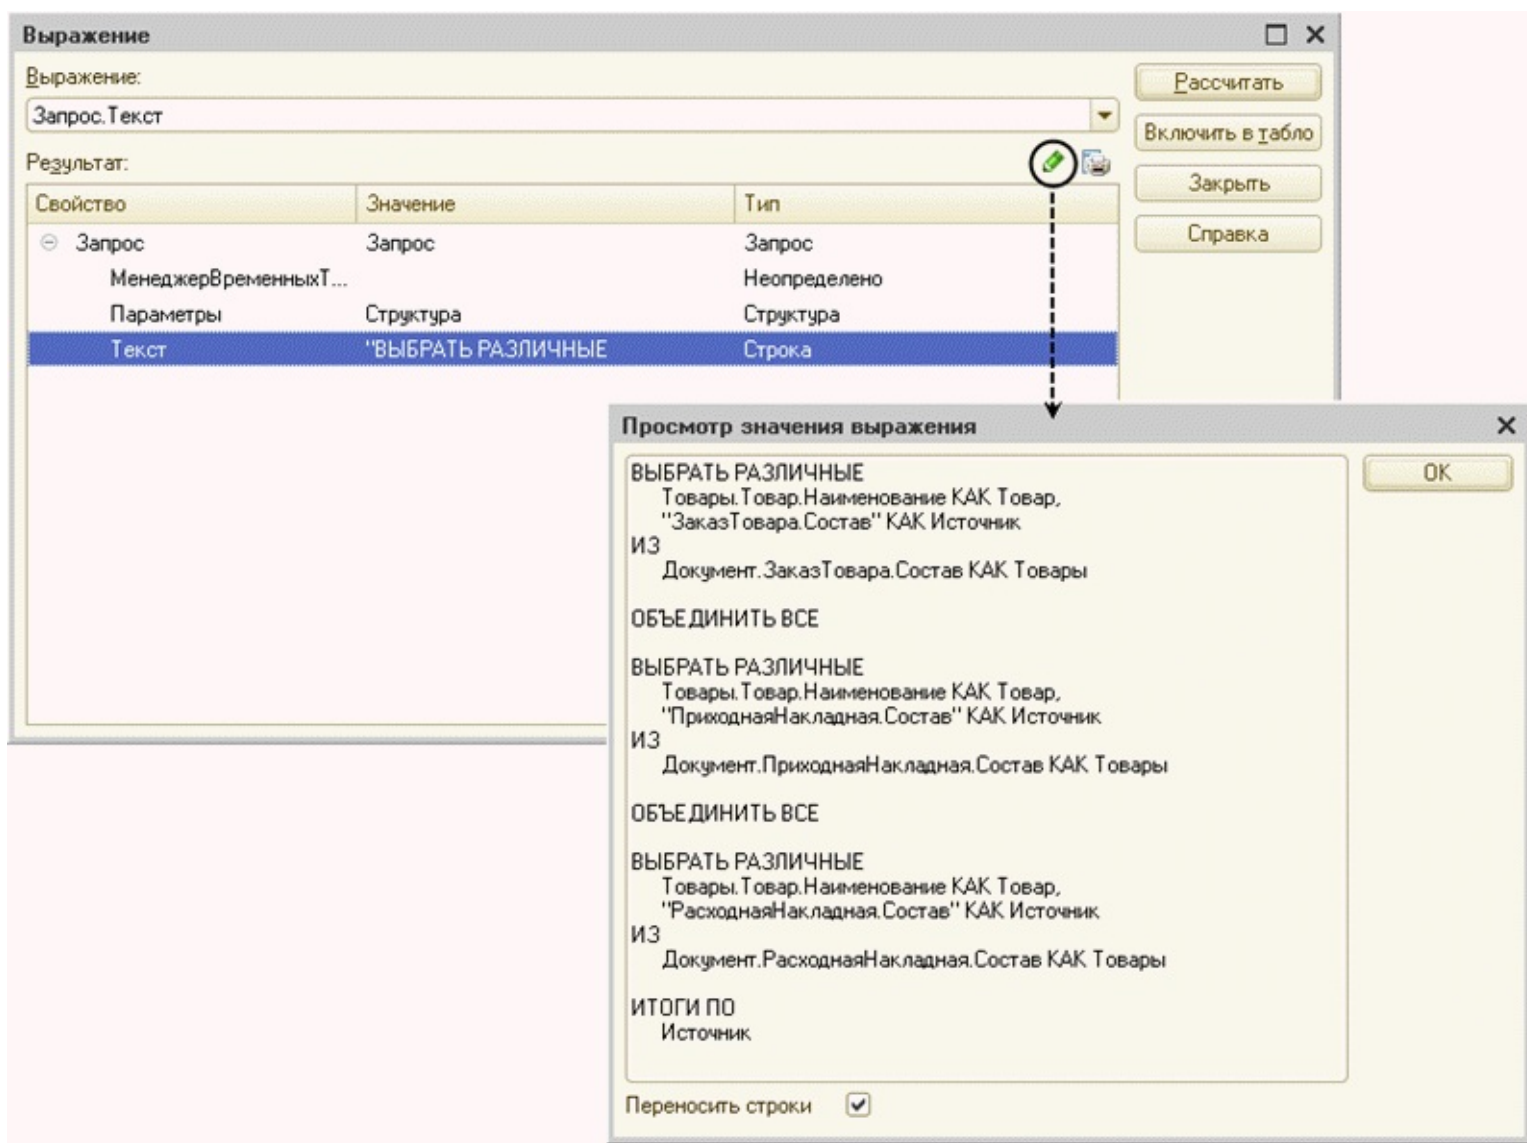 Выражение
Выражение:
Запрос.Текст
Результат:
Рассчитать
Включить в табло
Закрыть
Справка
Свойство Значение Тип
Запрос Запрос Запрос
МенеджерВременныхТ... Неопределено
Параметры Структура Структура
Текст "ВЫБРАТЬ РАЗЛИЧНЫЕ Строка
Просмотр значения выражения
ВЫБРАТЬ РАЗЛИЧНЫЕ
Товары.Товар.Наименование КАК Товар,
"ЗаказТовара.Состав" КАК Источник
ИЗ
Документ.ЗаказТовара.Состав КАК Товары
ОБЪЕДИНИТЬ ВСЕ
ВЫБРАТЬ РАЗЛИЧНЫЕ
Товары.Товар.Наименование КАК Товар,
"ПриходнаяНакладная.Состав" КАК Источник
ИЗ
Документ.ПриходнаяНакладная.Состав КАК Товары
ОБЪЕДИНИТЬ ВСЕ
ВЫБРАТЬ РАЗЛИЧНЫЕ
Товары.Товар.Наименование КАК Товар,
"РасходнаяНакладная.Состав" КАК Источник
ИЗ
Документ.РасходнаяНакладная.Состав КАК Товары
ИТОГИ ПО
Источник
OK
Переносить строки